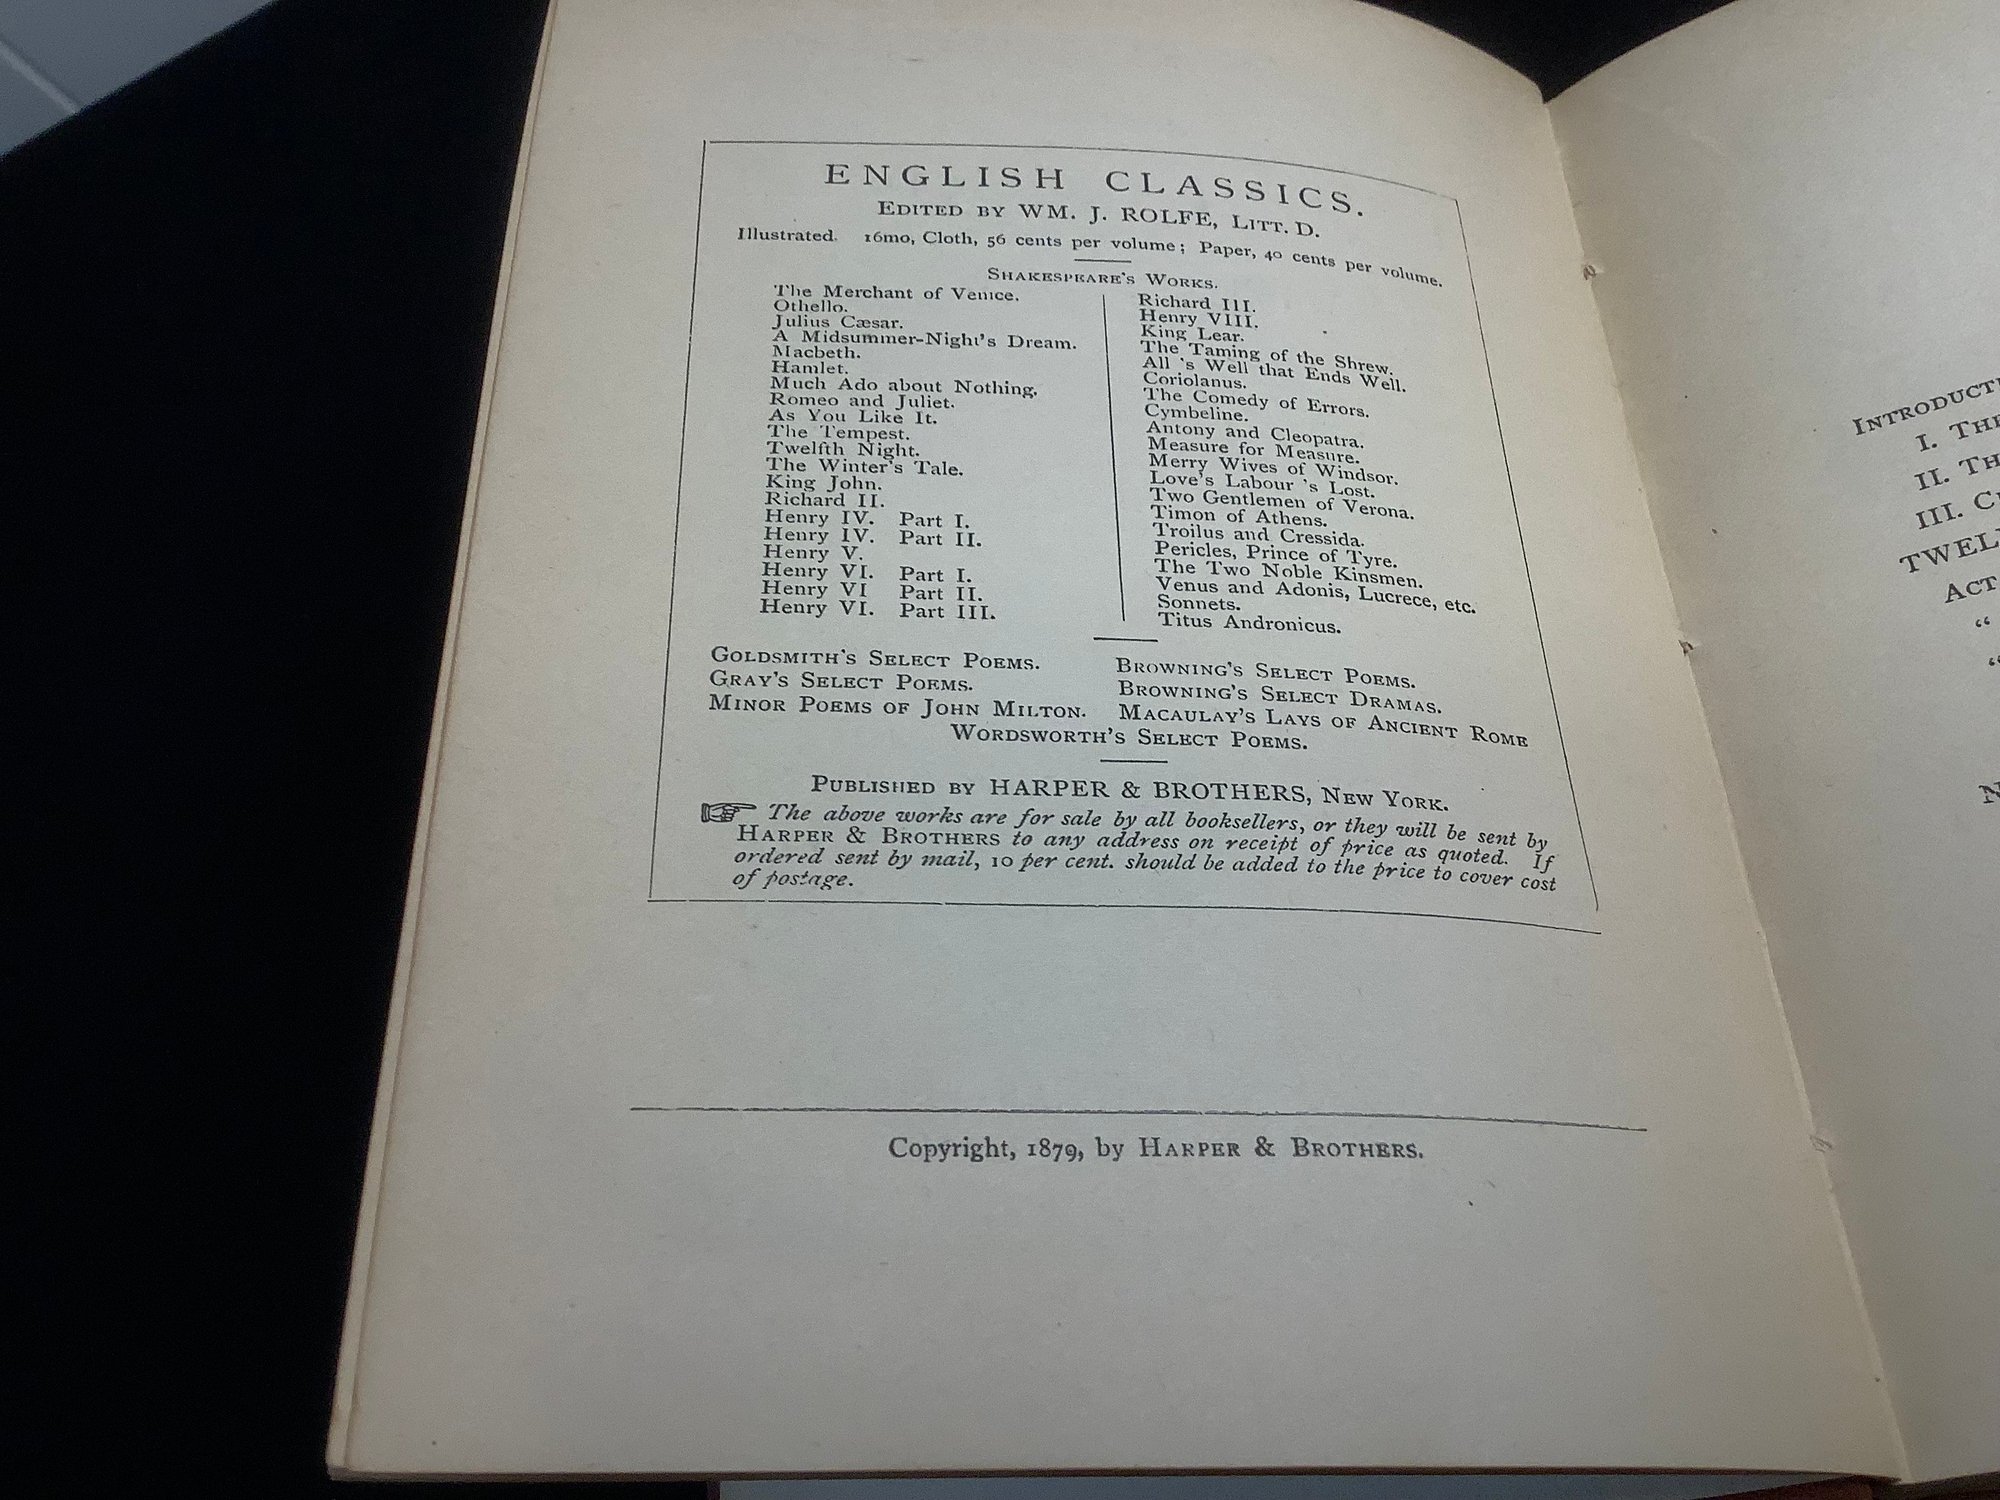 ENGLISH CLASSICS.
EDITED BY WM. J. ROLFE, LITT. D.
Illustrated. 16mo, Cloth, 56 cents per volume; Paper, 40 cents per volume.
SHAKESPEARE'S WORKS.
The Merchant of Venice.
Othello.
Julius Cæsar.
A Midsummer-Night's Dream.
Macbeth.
Hamlet.
Much Ado about Nothing.
Romeo and Juliet.
As You Like It.
The Tempest.
Twelfth Night.
The Winter's Tale.
King John.
Richard II.
Henry IV. Part I.
Henry IV. Part II.
Henry V.
Henry VI. Part I.
Henry VI Part II.
Henry VI. Part III.
Richard III.
Henry VIII.
King Lear.
The Taming of the Shrew.
All 's Well that Ends Well.
Coriolanus.
The Comedy of Errors.
Cymbeline.
Antony and Cleopatra.
Measure for Measure.
Merry Wives of Windsor.
Love's Labour 's Lost.
Two Gentlemen of Verona.
Timon of Athens.
Troilus and Cressida.
Pericles, Prince of Tyre.
The Two Noble Kinsmen.
Venus and Adonis, Lucrece, etc.
Sonnets.
Titus Andronicus.
GOLDSMITH'S SELECT POEMS.
GRAY'S SELECT POEMS.
MINOR POEMS OF JOHN MILTON.
BROWNING'S SELECT POEMS.
BROWNING'S SELECT DRAMAS.
MACAULAY'S LAYS OF ANCIENT ROME
WORDSWORTH'S SELECT POEMS.
PUBLISHED BY HARPER & BROTHERS, NEW YORK.
☞ The above works are for sale by all booksellers, or they will be sent by
HARPER & BROTHERS to any address on receipt of price as quoted. If
ordered sent by mail, 10 per cent. should be added to the price to cover cost
of postage.
Copyright, 1879, by HARPER & BROTHERS.
I. THE
II.
III.
ACT
"
"